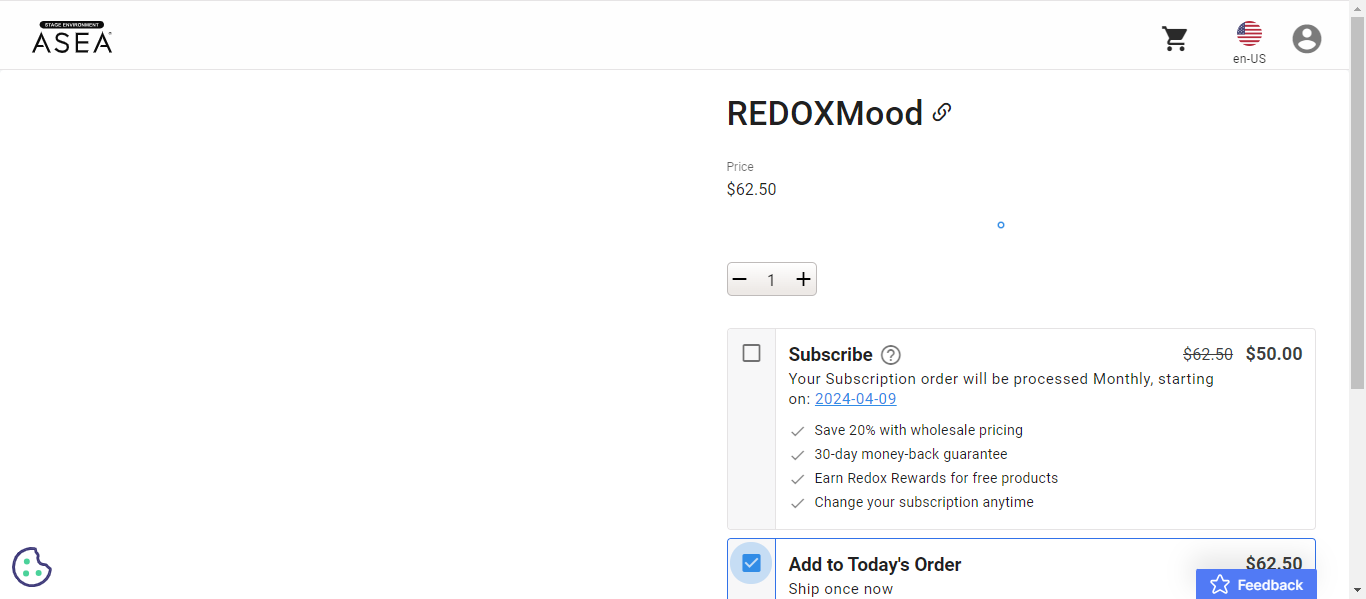 STAGE ENVIRONMENT
ASEA
en-US
REDOXMood
Price
$62.50
1
Subscribe
$62.50 $50.00
Your Subscription order will be processed Monthly, starting
on: 2024-04-09
Save 20% with wholesale pricing
30-day money-back guarantee
Earn Redox Rewards for free products
Change your subscription anytime
Add to Today's Order
$62.50
Ship once now
Feedback